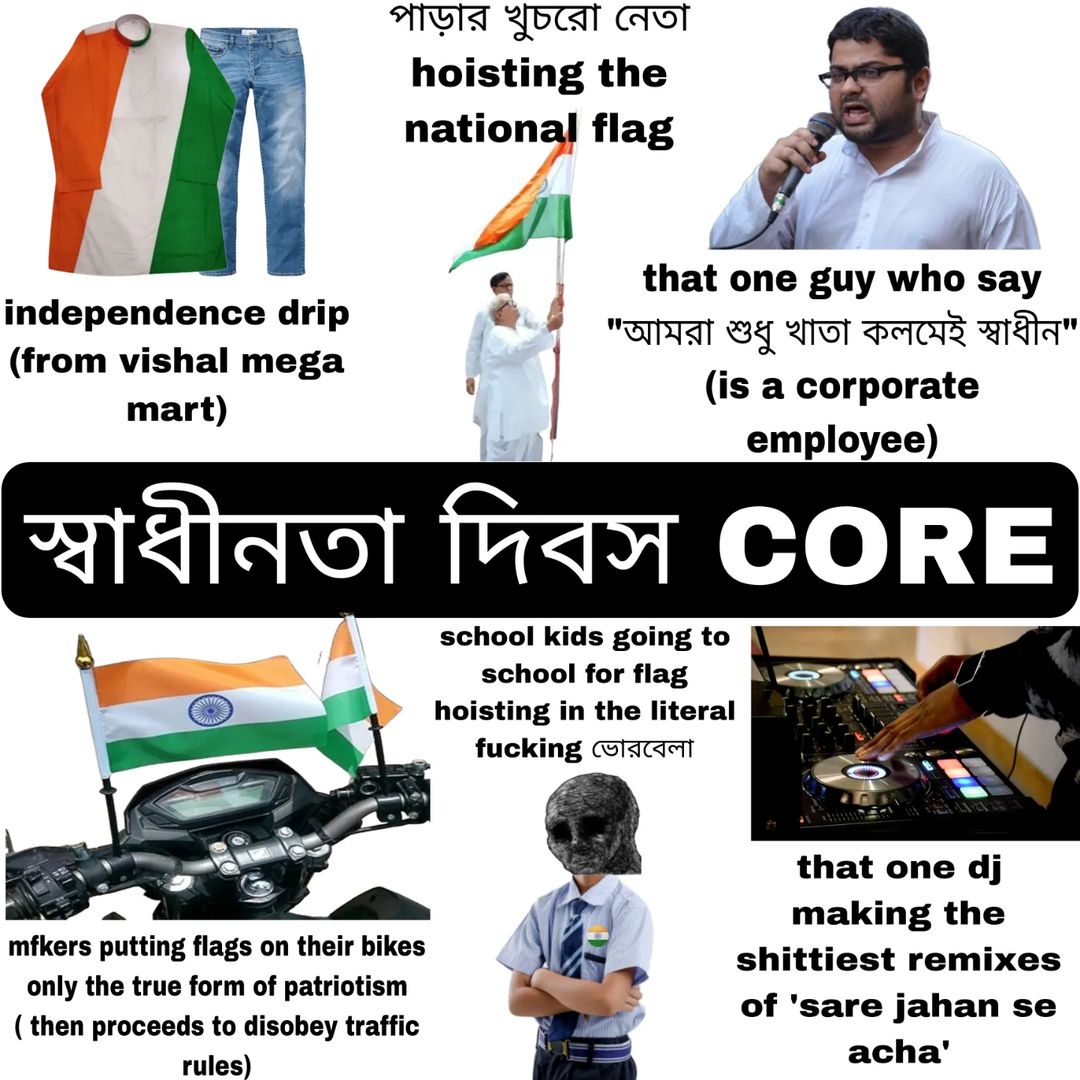 পাড়ার খুচরো নেতা
hoisting the
national flag
independence drip
(from vishal mega
mart)
that one guy who say
"আমরা শুধু খাতা কলমেই স্বাধীন"
(is a corporate
employee)
স্বাধীনতা দিবস CORE
mfkers putting flags on their bikes
only the true form of patriotism
( then proceeds to disobey traffic
rules)
school kids going to
school for flag
hoisting in the literal
fucking ভোরবেলা
that one dj
making the
shittiest remixes
of 'sare jahan se
acha'